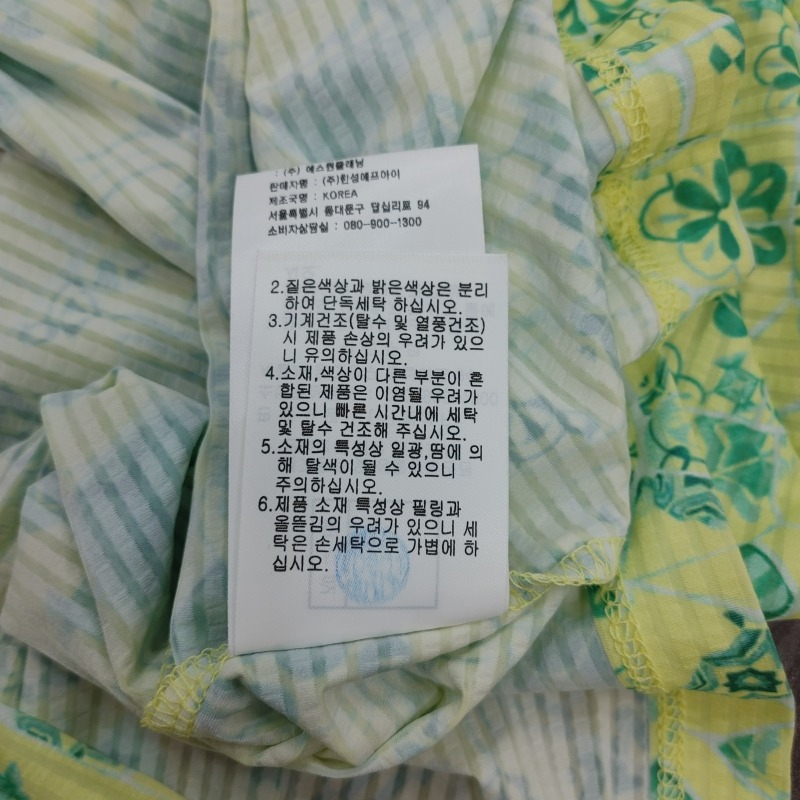 : (주) 에스원플래닝
판매자명 : (주)한성에프아이
제조국명 : KOREA
서울특별시 동대문구 답십리로 94
소비자상담실 : 080-900-1300
2.짙은색상과 밝은색상은 분리
하여 단독세탁 하십시오.
3.기계건조(탈수 및 열풍건조)
시 제품 손상의 우려가 있으
니 유의하십시오.
4.소재,색상이 다른 부분이 혼
합된 제품은 이염될 우려가
있으니 빠른 시간내에 세탁
및 탈수 건조해 주십시오.
5.소재의 특성상 일광,땀에 의
해 탈색이 될 수 있으니
주의하십시오.
6.제품 소재 특성상 필링과
올뜯김의 우려가 있으니 세
탁은 손세탁으로 가볍에 하
십시오.